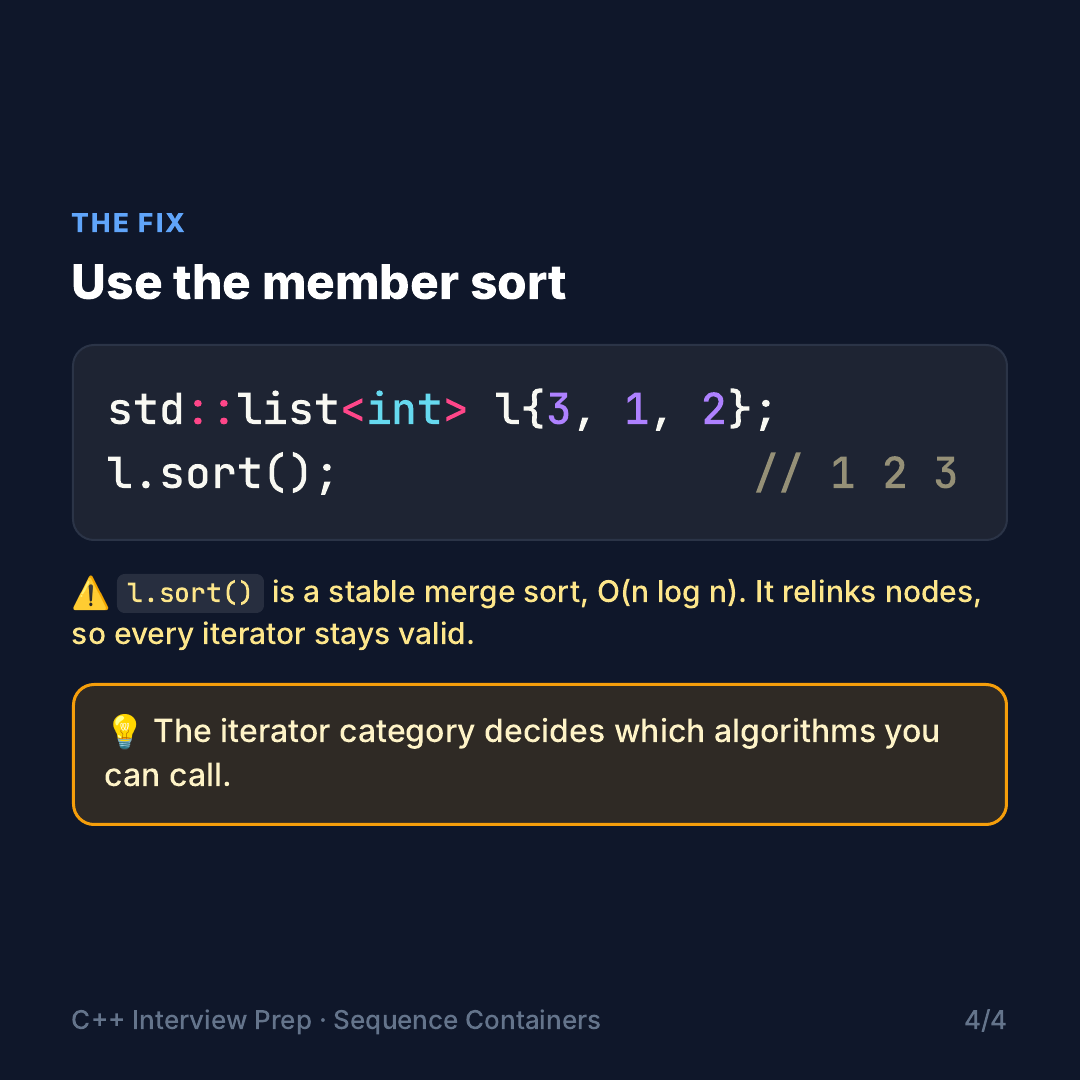 THE FIX
Use the member sort
std::list<int> l{3, 1, 2};
l.sort();                // 1 2 3
⚠️ l.sort() is a stable merge sort, O(n log n). It relinks nodes,
so every iterator stays valid.
💡 The iterator category decides which algorithms you
can call.
C++ Interview Prep · Sequence Containers
4/4